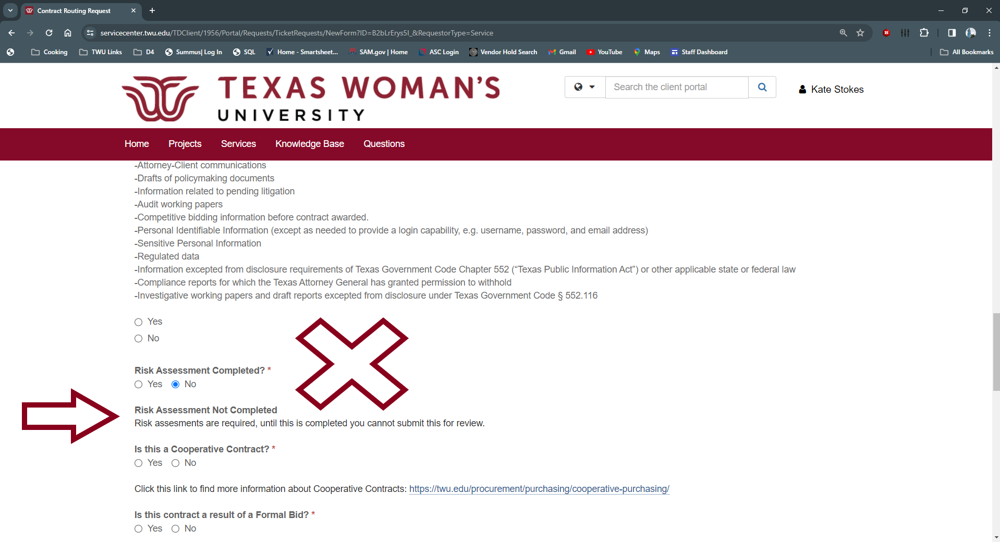 Contract Routing Request
servicecenter.twu.edu/TDClient/1956/Portal/Requests/TicketRequests/NewForm?ID=B2bLrErys5I_&RequestorType=Service
Cooking TWU Links D4 Summus| Log In SQL Home - Smartsheet... SAM.gov | Home ASC Login Vendor Hold Search Gmail YouTube Maps Staff Dashboard All Bookmarks
TEXAS WOMAN'S
UNIVERSITY
Search the client portal
Kate Stokes
Home Projects Services Knowledge Base Questions
-Attorney-Client communications
-Drafts of policymaking documents
-Information related to pending litigation
-Audit working papers
-Competitive bidding information before contract awarded.
-Personal Identifiable Information (except as needed to provide a login capability, e.g. username, password, and email address)
-Sensitive Personal Information
-Regulated data
-Information excepted from disclosure requirements of Texas Government Code Chapter 552 (“Texas Public Information Act”) or other applicable state or federal law
-Compliance reports for which the Texas Attorney General has granted permission to withhold
-Investigative working papers and draft reports excepted from disclosure under Texas Government Code § 552.116
Yes
No
Risk Assessment Completed? *
Yes No
Risk Assessment Not Completed
Risk assesments are required, until this is completed you cannot submit this for review.
Is this a Cooperative Contract? *
Yes No
Click this link to find more information about Cooperative Contracts: https://twu.edu/procurement/purchasing/cooperative-purchasing/
Is this contract a result of a Formal Bid? *
Yes No